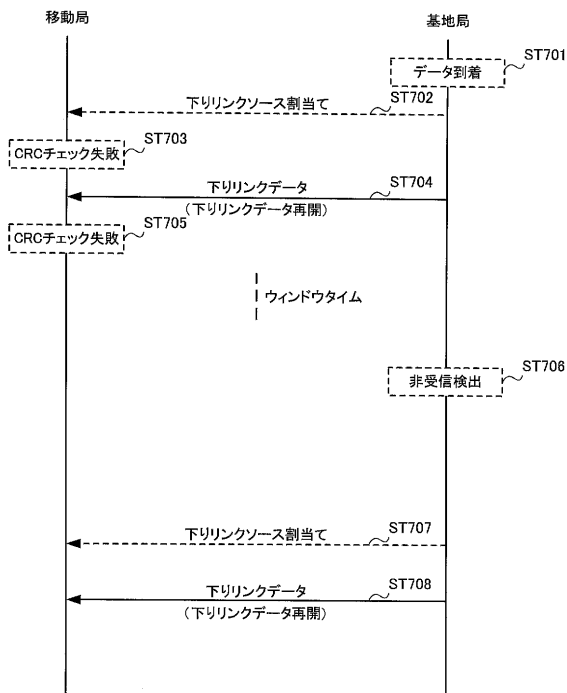 移動局
基地局
ST701
データ到着
下りリンクソース割当て
ST702
ST703
CRCチェック失敗
下りリンクデータ
ST704
(下りリンクデータ再開)
ST705
CRCチェック失敗
ウィンドウタイム
ST706
非受信検出
下りリンクソース割当て
ST707
下りリンクデータ
ST708
(下りリンクデータ再開)